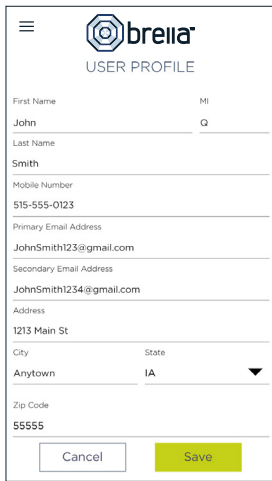 brella
USER PROFILE
First Name MI
John Q
Last Name
Smith
Mobile Number
515-555-0123
Primary Email Address
JohnSmith123@gmail.com
Secondary Email Address
JohnSmith1234@gmail.com
Address
1213 Main St
City State
Anytown IA
Zip Code
55555
Cancel Save